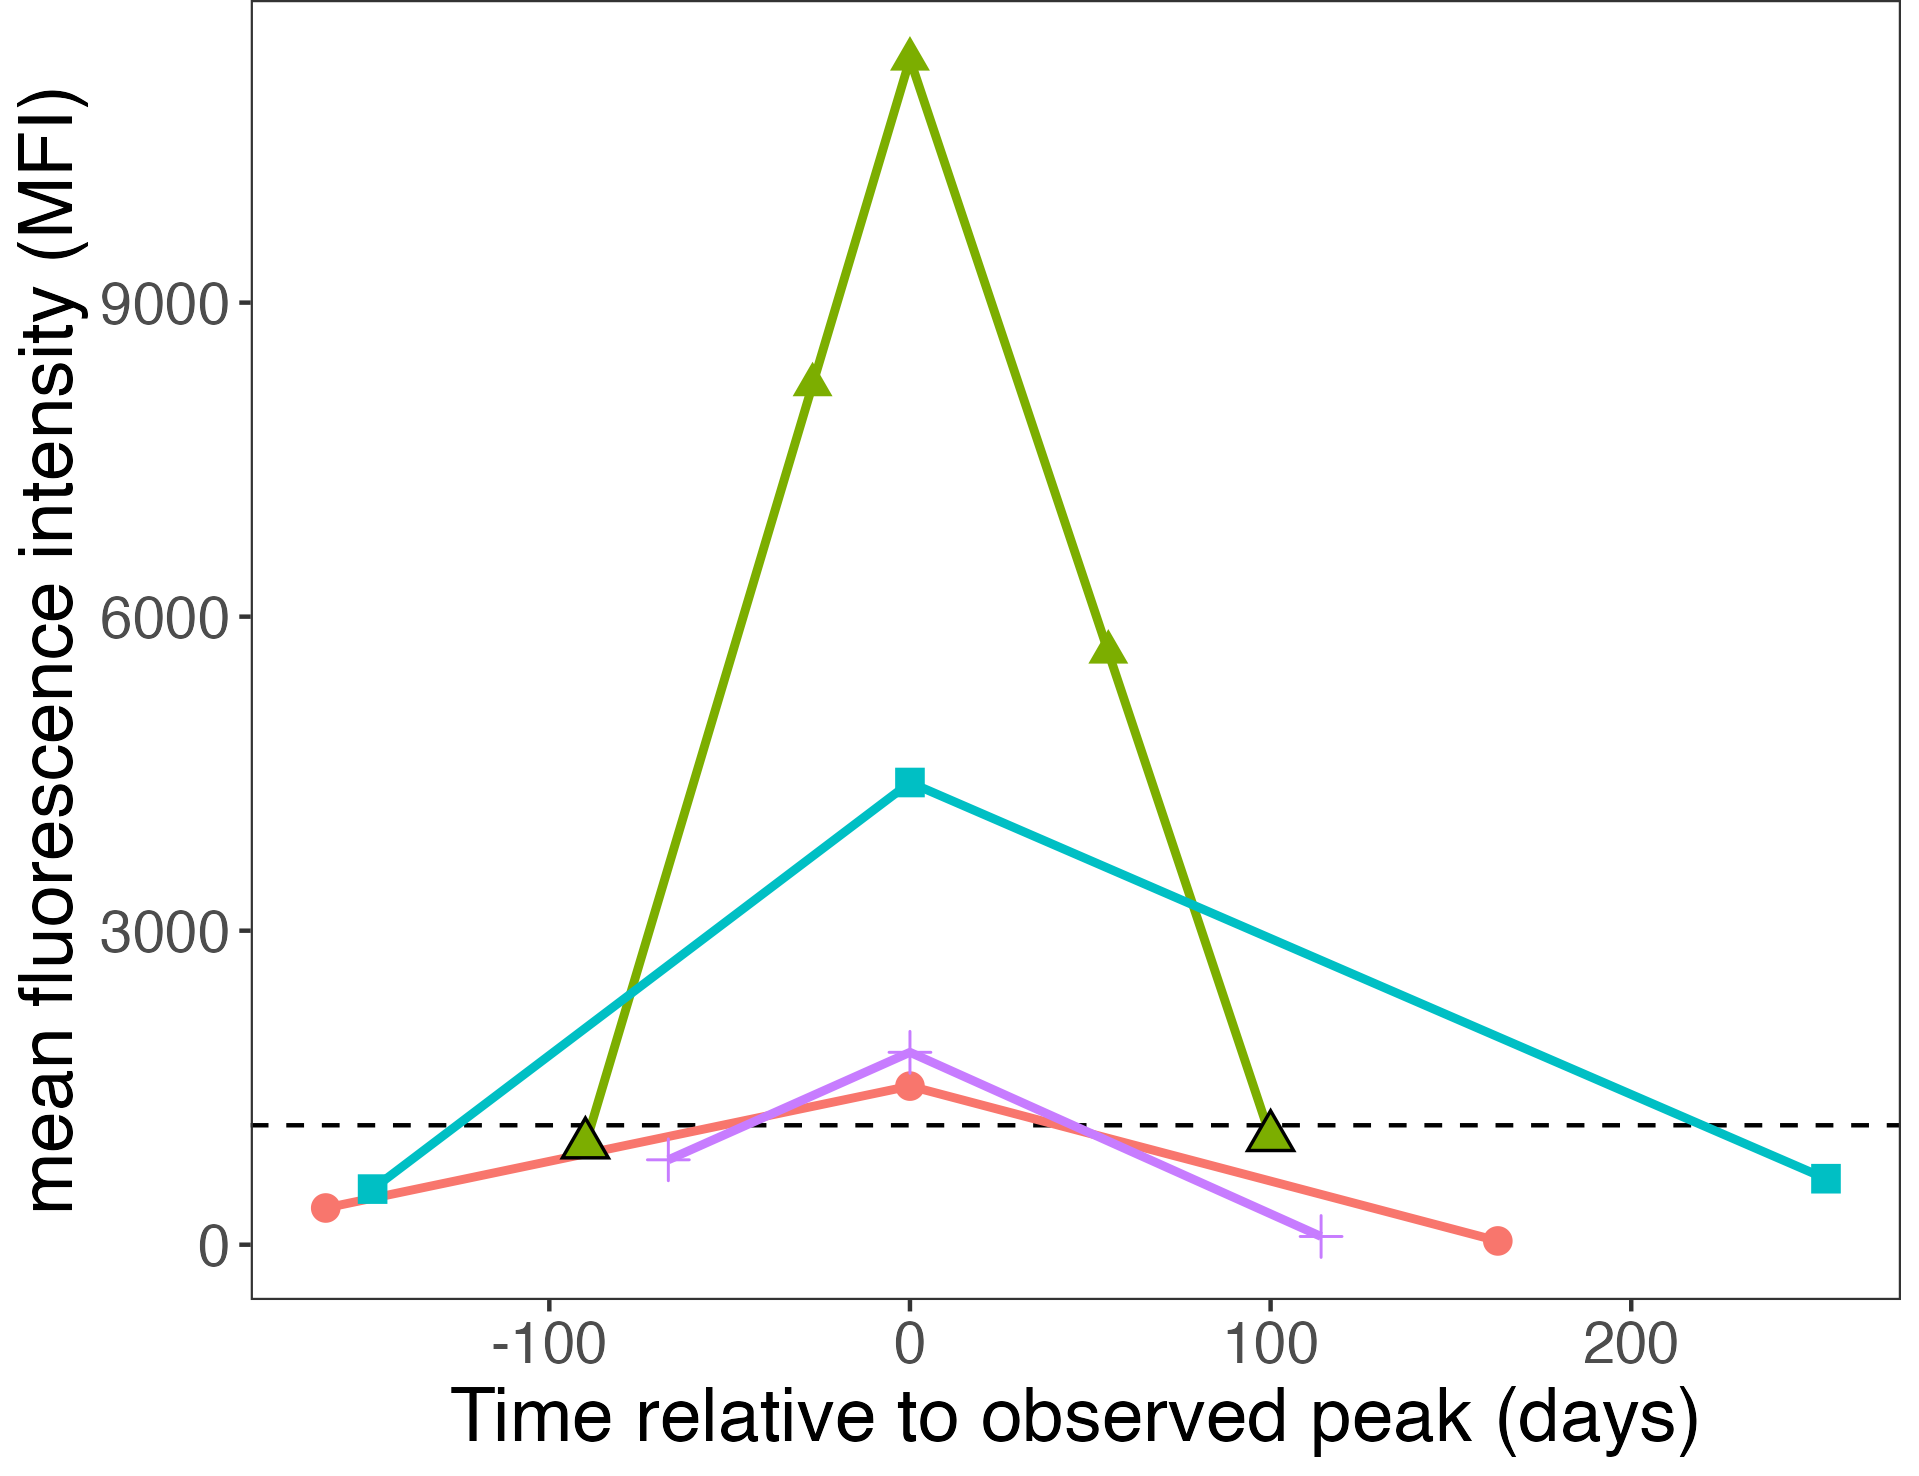 mean fluorescence intensity (MFI)
9000
6000
3000
0
-100 0 100 200
Time relative to observed peak (days)